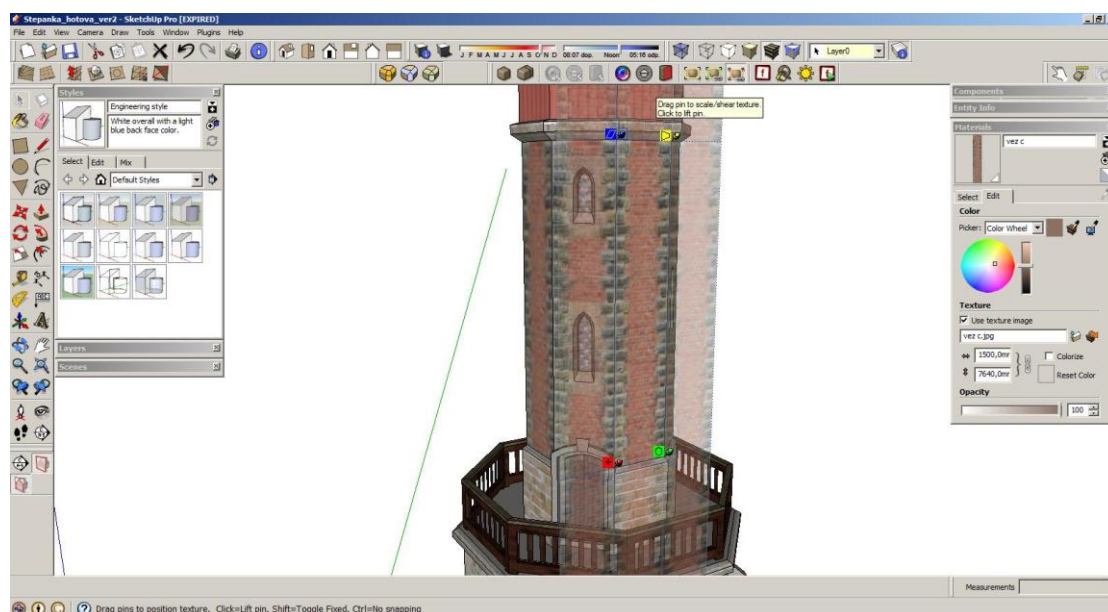 Stepanka_hotova_ver2 - SketchUp Pro [EXPIRED]
File Edit View Camera Draw Tools Window Plugins Help
J F M A M J J A S O N D
08:07 dop. Noon 05:16 odp.
Layer0
Styles
Engineering style
White overall with a light
blue back face color.
Select Edit Mix
Default Styles
Layers
Scenes
Drag pin to scale/shear texture.
Click to lift pin.
Components
Entity Info
Materials
vez c
Select Edit
Color
Picker: Color Wheel
Texture
Use texture image
vez c.jpg
1500,0mr
Colorize
7640,0mr
Reset Color
Opacity
100
ABC
Measurements
Drag pins to position texture. Click=Lift pin, Shift=Toggle Fixed, Ctrl=No snapping